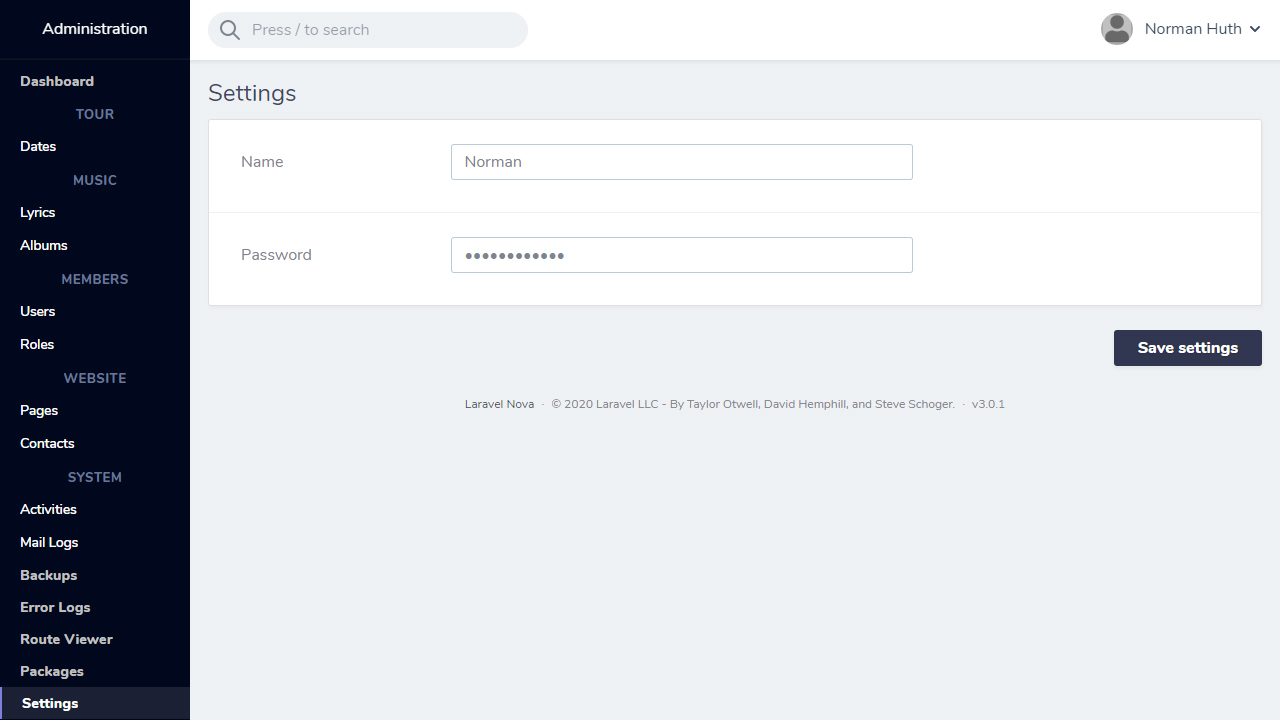 Administration
Press / to search
Norman Huth
Dashboard
TOUR
Dates
MUSIC
Lyrics
Albums
MEMBERS
Users
Roles
WEBSITE
Pages
Contacts
SYSTEM
Activities
Mail Logs
Backups
Error Logs
Route Viewer
Packages
Settings
Settings
Name
Norman
Password
••••••••••••
Save settings
Laravel Nova · © 2020 Laravel LLC - By Taylor Otwell, David Hemphill, and Steve Schoger. · v3.0.1